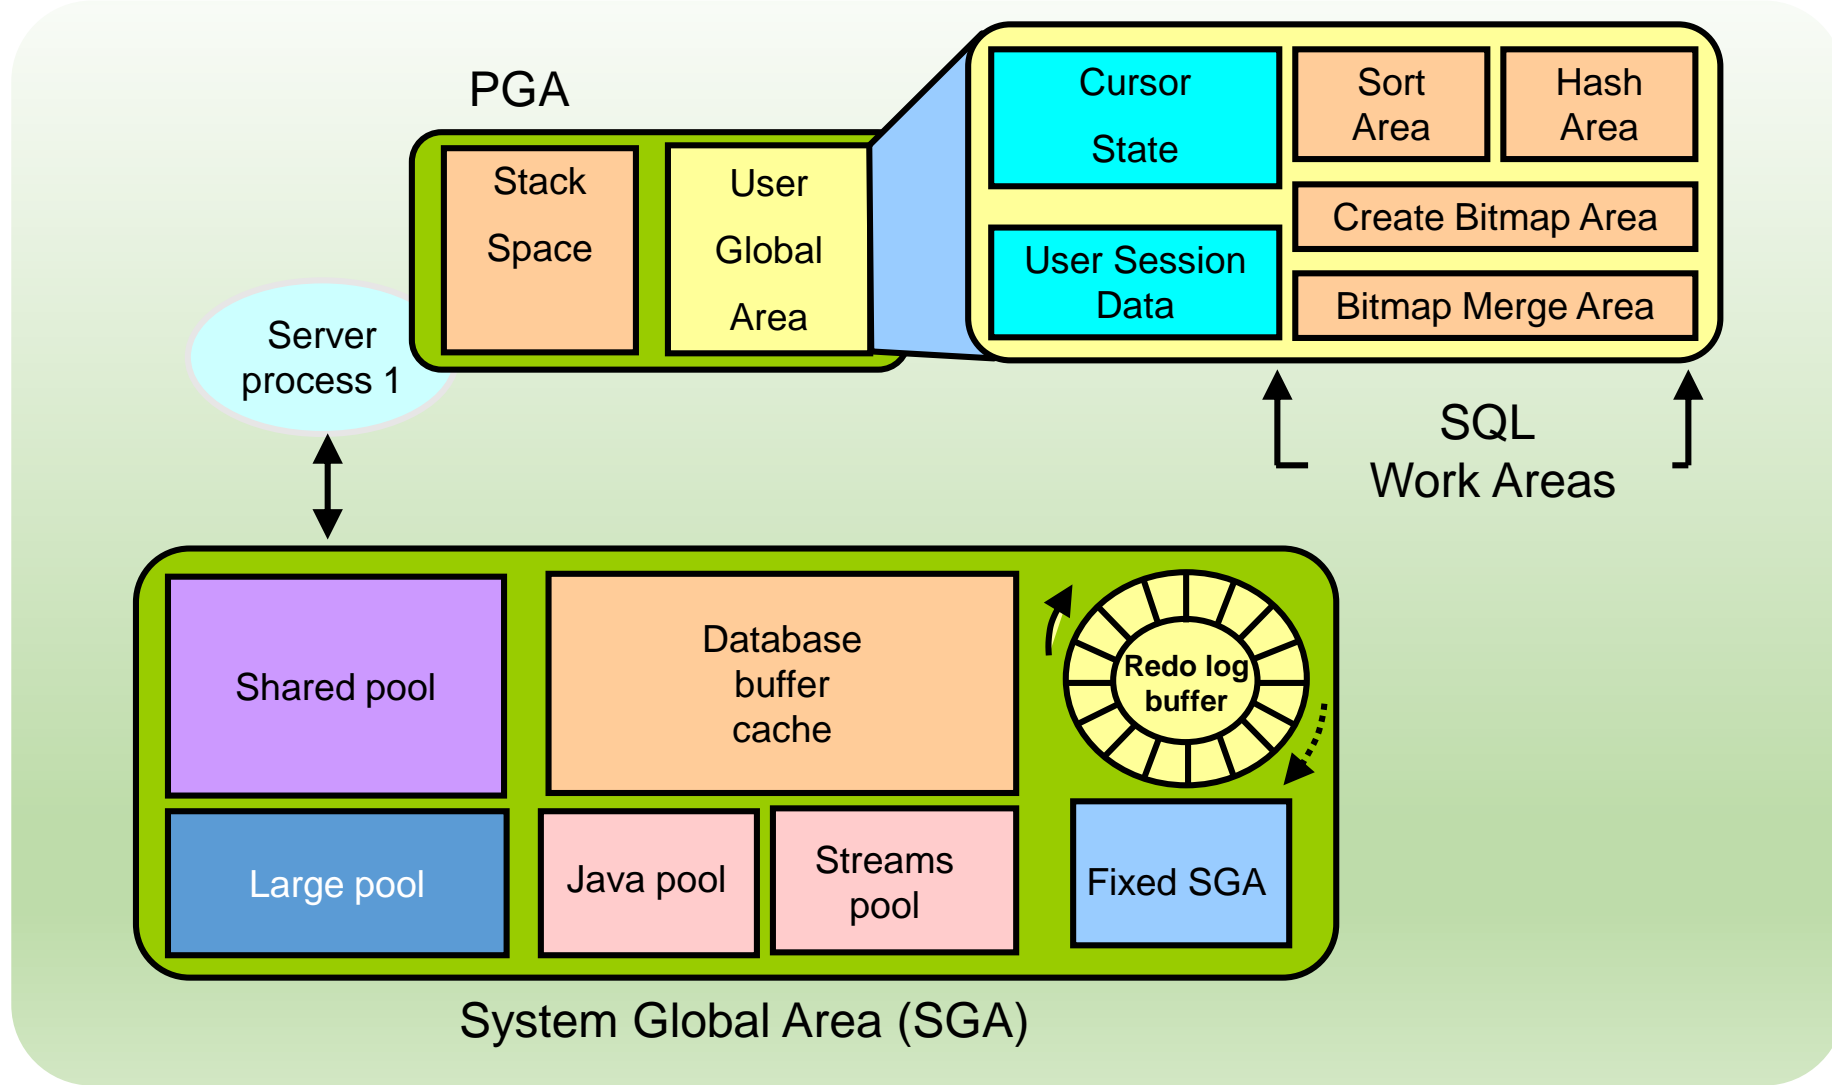 PGA
Stack
Space
User
Global
Area
Cursor
State
User Session
Data
Sort
Area
Hash
Area
Create Bitmap Area
Bitmap Merge Area
SQL
Work Areas
Server
process 1
Shared pool
Database
buffer
cache
Redo log
buffer
Large pool
Java pool
Streams
pool
Fixed SGA
System Global Area (SGA)